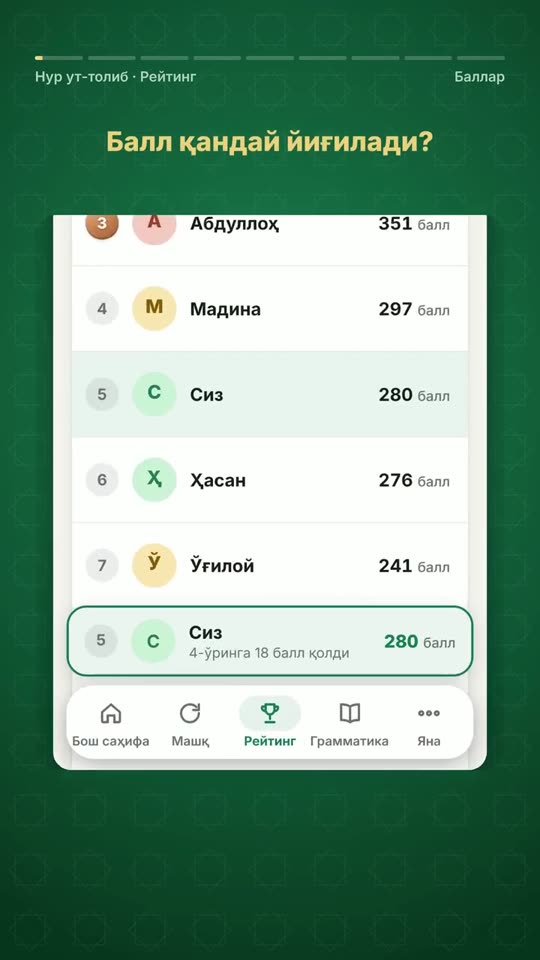 Нур ут-толиб · Рейтинг
Баллар
Балл қандай йиғилади?
3 А Абдуллоҳ 351 балл
4 М Мадина 297 балл
5 С Сиз 280 балл
6 Ҳ Ҳасан 276 балл
7 Ў Ўғилой 241 балл
5 С Сиз 280 балл
4-ўринга 18 балл қолди
Бош саҳифа Машқ Рейтинг Грамматика Яна